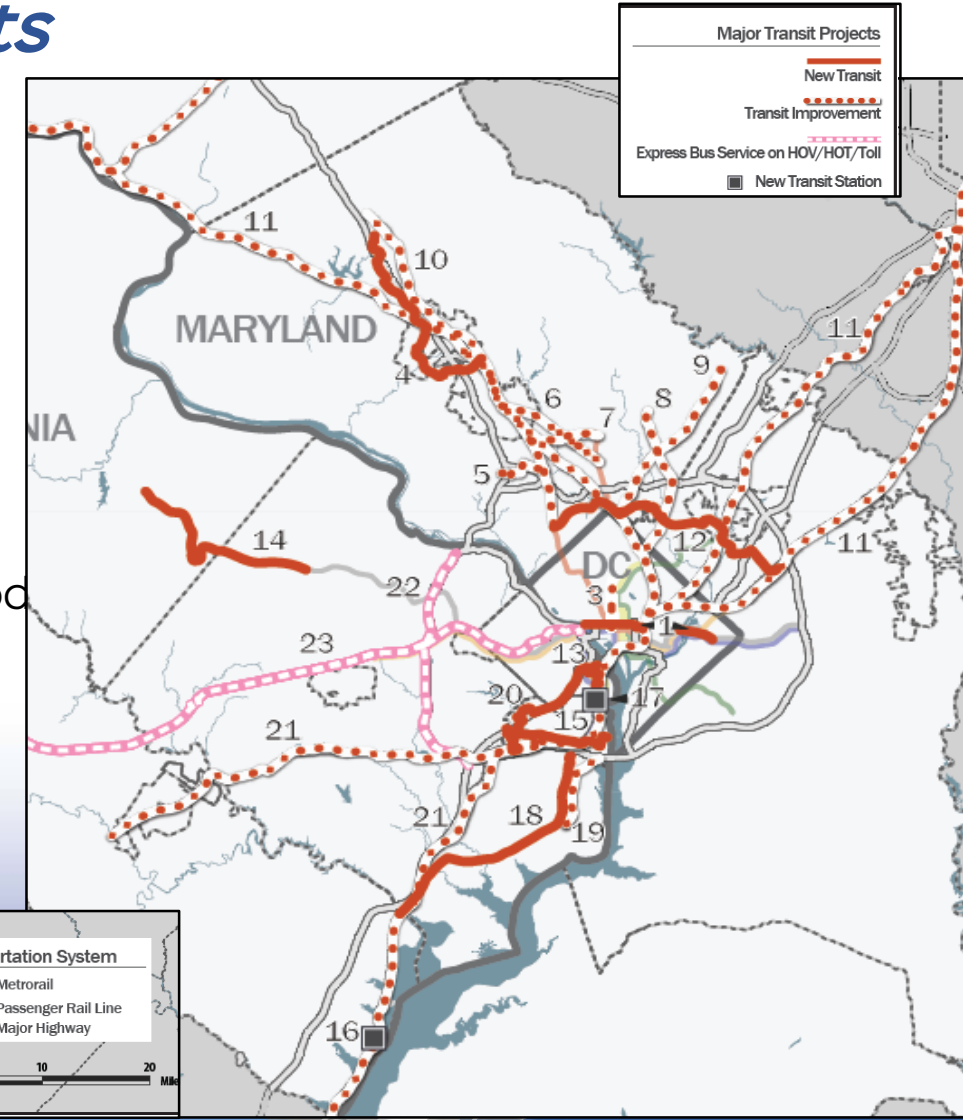 ts
Major Transit Projects
New Transit
Transit Improvement
Express Bus Service on HOV/HOT/Toll
New Transit Station
11
10
MARYLAND
11
4
9
6
8
7
NIA
5
14
12
11
DC
22
3
1
23
13
20
17
15
21
21
18
19
16
rtation System
Metrorail
Passenger Rail Line
Major Highway
10 20
Mile